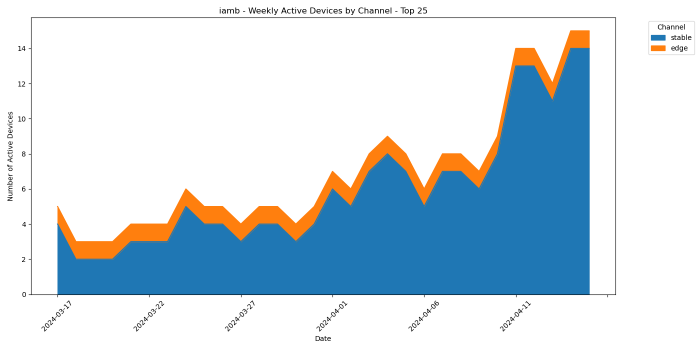 iamb - Weekly Active Devices by Channel - Top 25
Channel
stable
edge
Number of Active Devices
14
12
10
8
6
4
2
0
2024-03-17
2024-03-22
2024-03-27
2024-04-01
2024-04-06
2024-04-11
Date